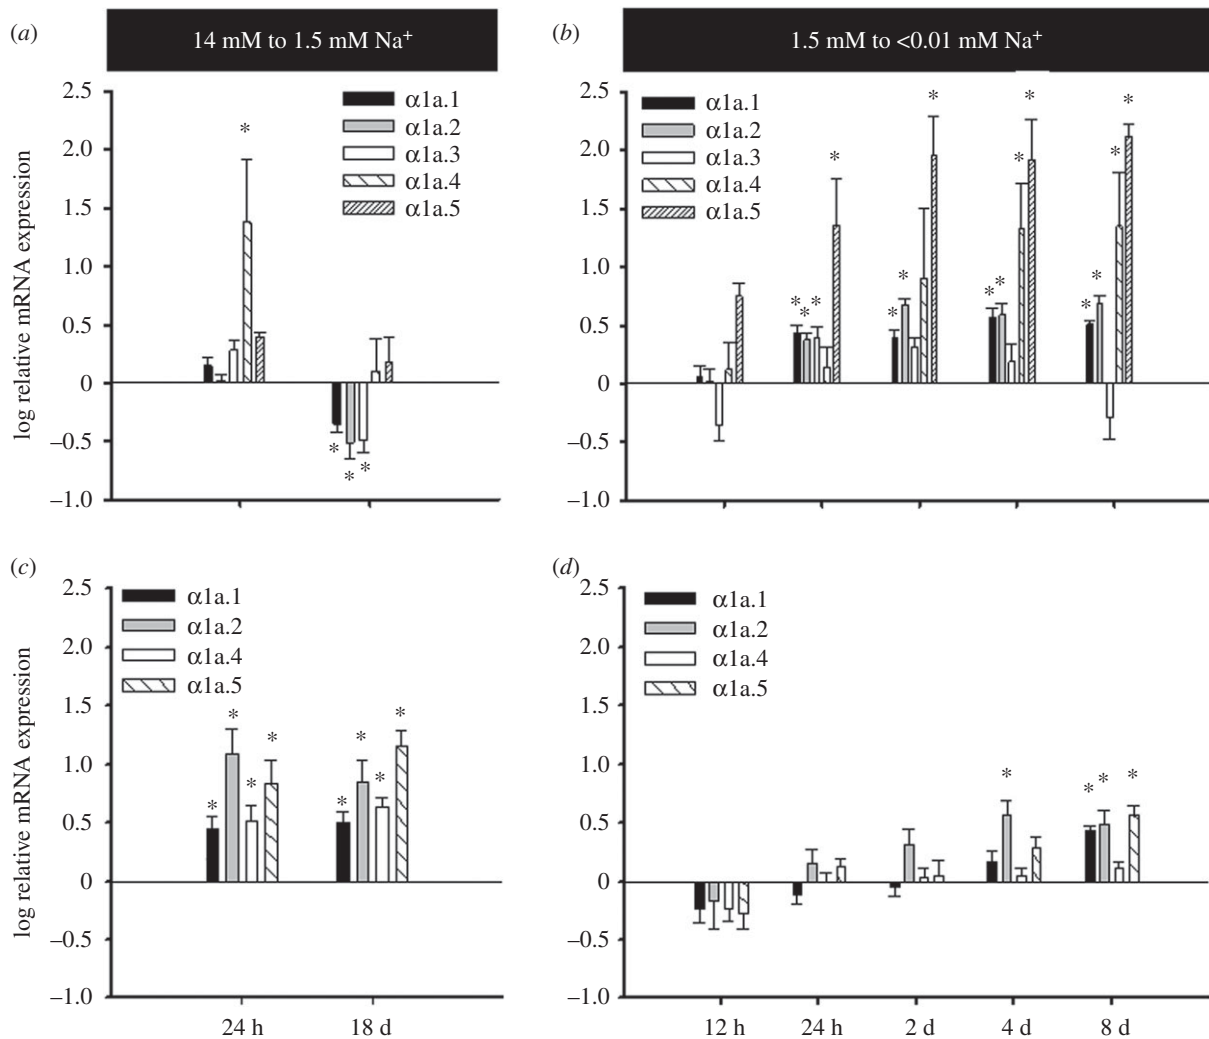 (a)
14 mM to 1.5 mM Na⁺
(b)
1.5 mM to <0.01 mM Na⁺
log relative mRNA expression
2.5
2.0
1.5
1.0
0.5
0
–0.5
–1.0
α1a.1
α1a.2
α1a.3
α1a.4
α1a.5
*
*
*
*
2.5
2.0
1.5
1.0
0.5
0
–0.5
–1.0
α1a.1
α1a.2
α1a.3
α1a.4
α1a.5
* * * *
* * *
* * * *
* * * *
(c)
log relative mRNA expression
2.5
2.0
1.5
1.0
0.5
0
–0.5
–1.0
α1a.1
α1a.2
α1a.4
α1a.5
* * * *
* * * *
24 h
18 d
(d)
2.5
2.0
1.5
1.0
0.5
0
–0.5
–1.0
α1a.1
α1a.2
α1a.4
α1a.5
*
* * *
12 h
24 h
2 d
4 d
8 d